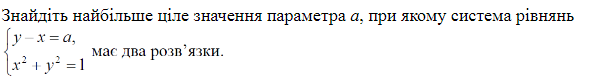 Знайдіть найбільше ціле значення параметра a, при якому система рівнянь
{y – x = a,
x² + y² = 1 має два розв’язки.